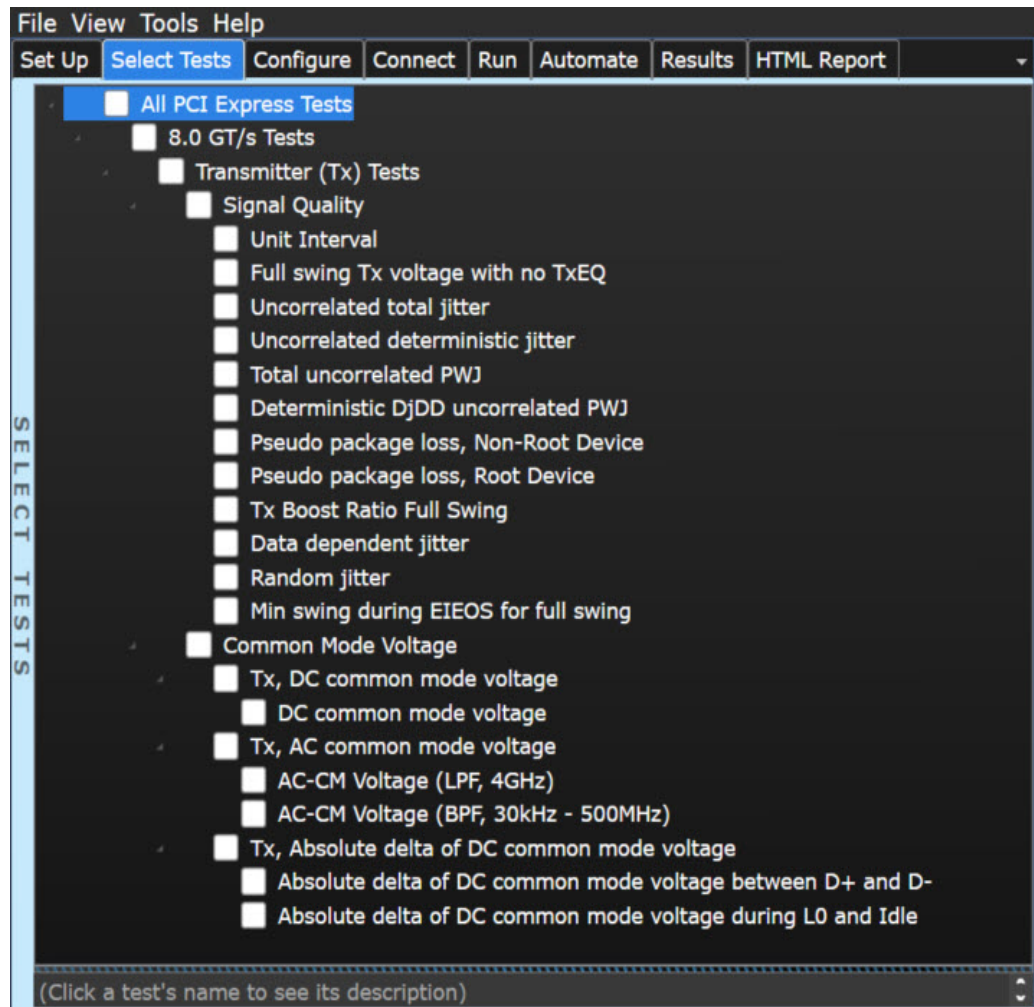 File View Tools Help
Set Up Select Tests Configure Connect Run Automate Results HTML Report
All PCI Express Tests
8.0 GT/s Tests
Transmitter (Tx) Tests
Signal Quality
Unit Interval
Full swing Tx voltage with no TxEQ
Uncorrelated total jitter
Uncorrelated deterministic jitter
Total uncorrelated PWJ
Deterministic DjDD uncorrelated PWJ
Pseudo package loss, Non-Root Device
Pseudo package loss, Root Device
Tx Boost Ratio Full Swing
Data dependent jitter
Random jitter
Min swing during EIEOS for full swing
Common Mode Voltage
Tx, DC common mode voltage
DC common mode voltage
Tx, AC common mode voltage
AC-CM Voltage (LPF, 4GHz)
AC-CM Voltage (BPF, 30kHz - 500MHz)
Tx, Absolute delta of DC common mode voltage
Absolute delta of DC common mode voltage between D+ and D-
Absolute delta of DC common mode voltage during L0 and Idle
SELECT TESTS
(Click a test's name to see its description)